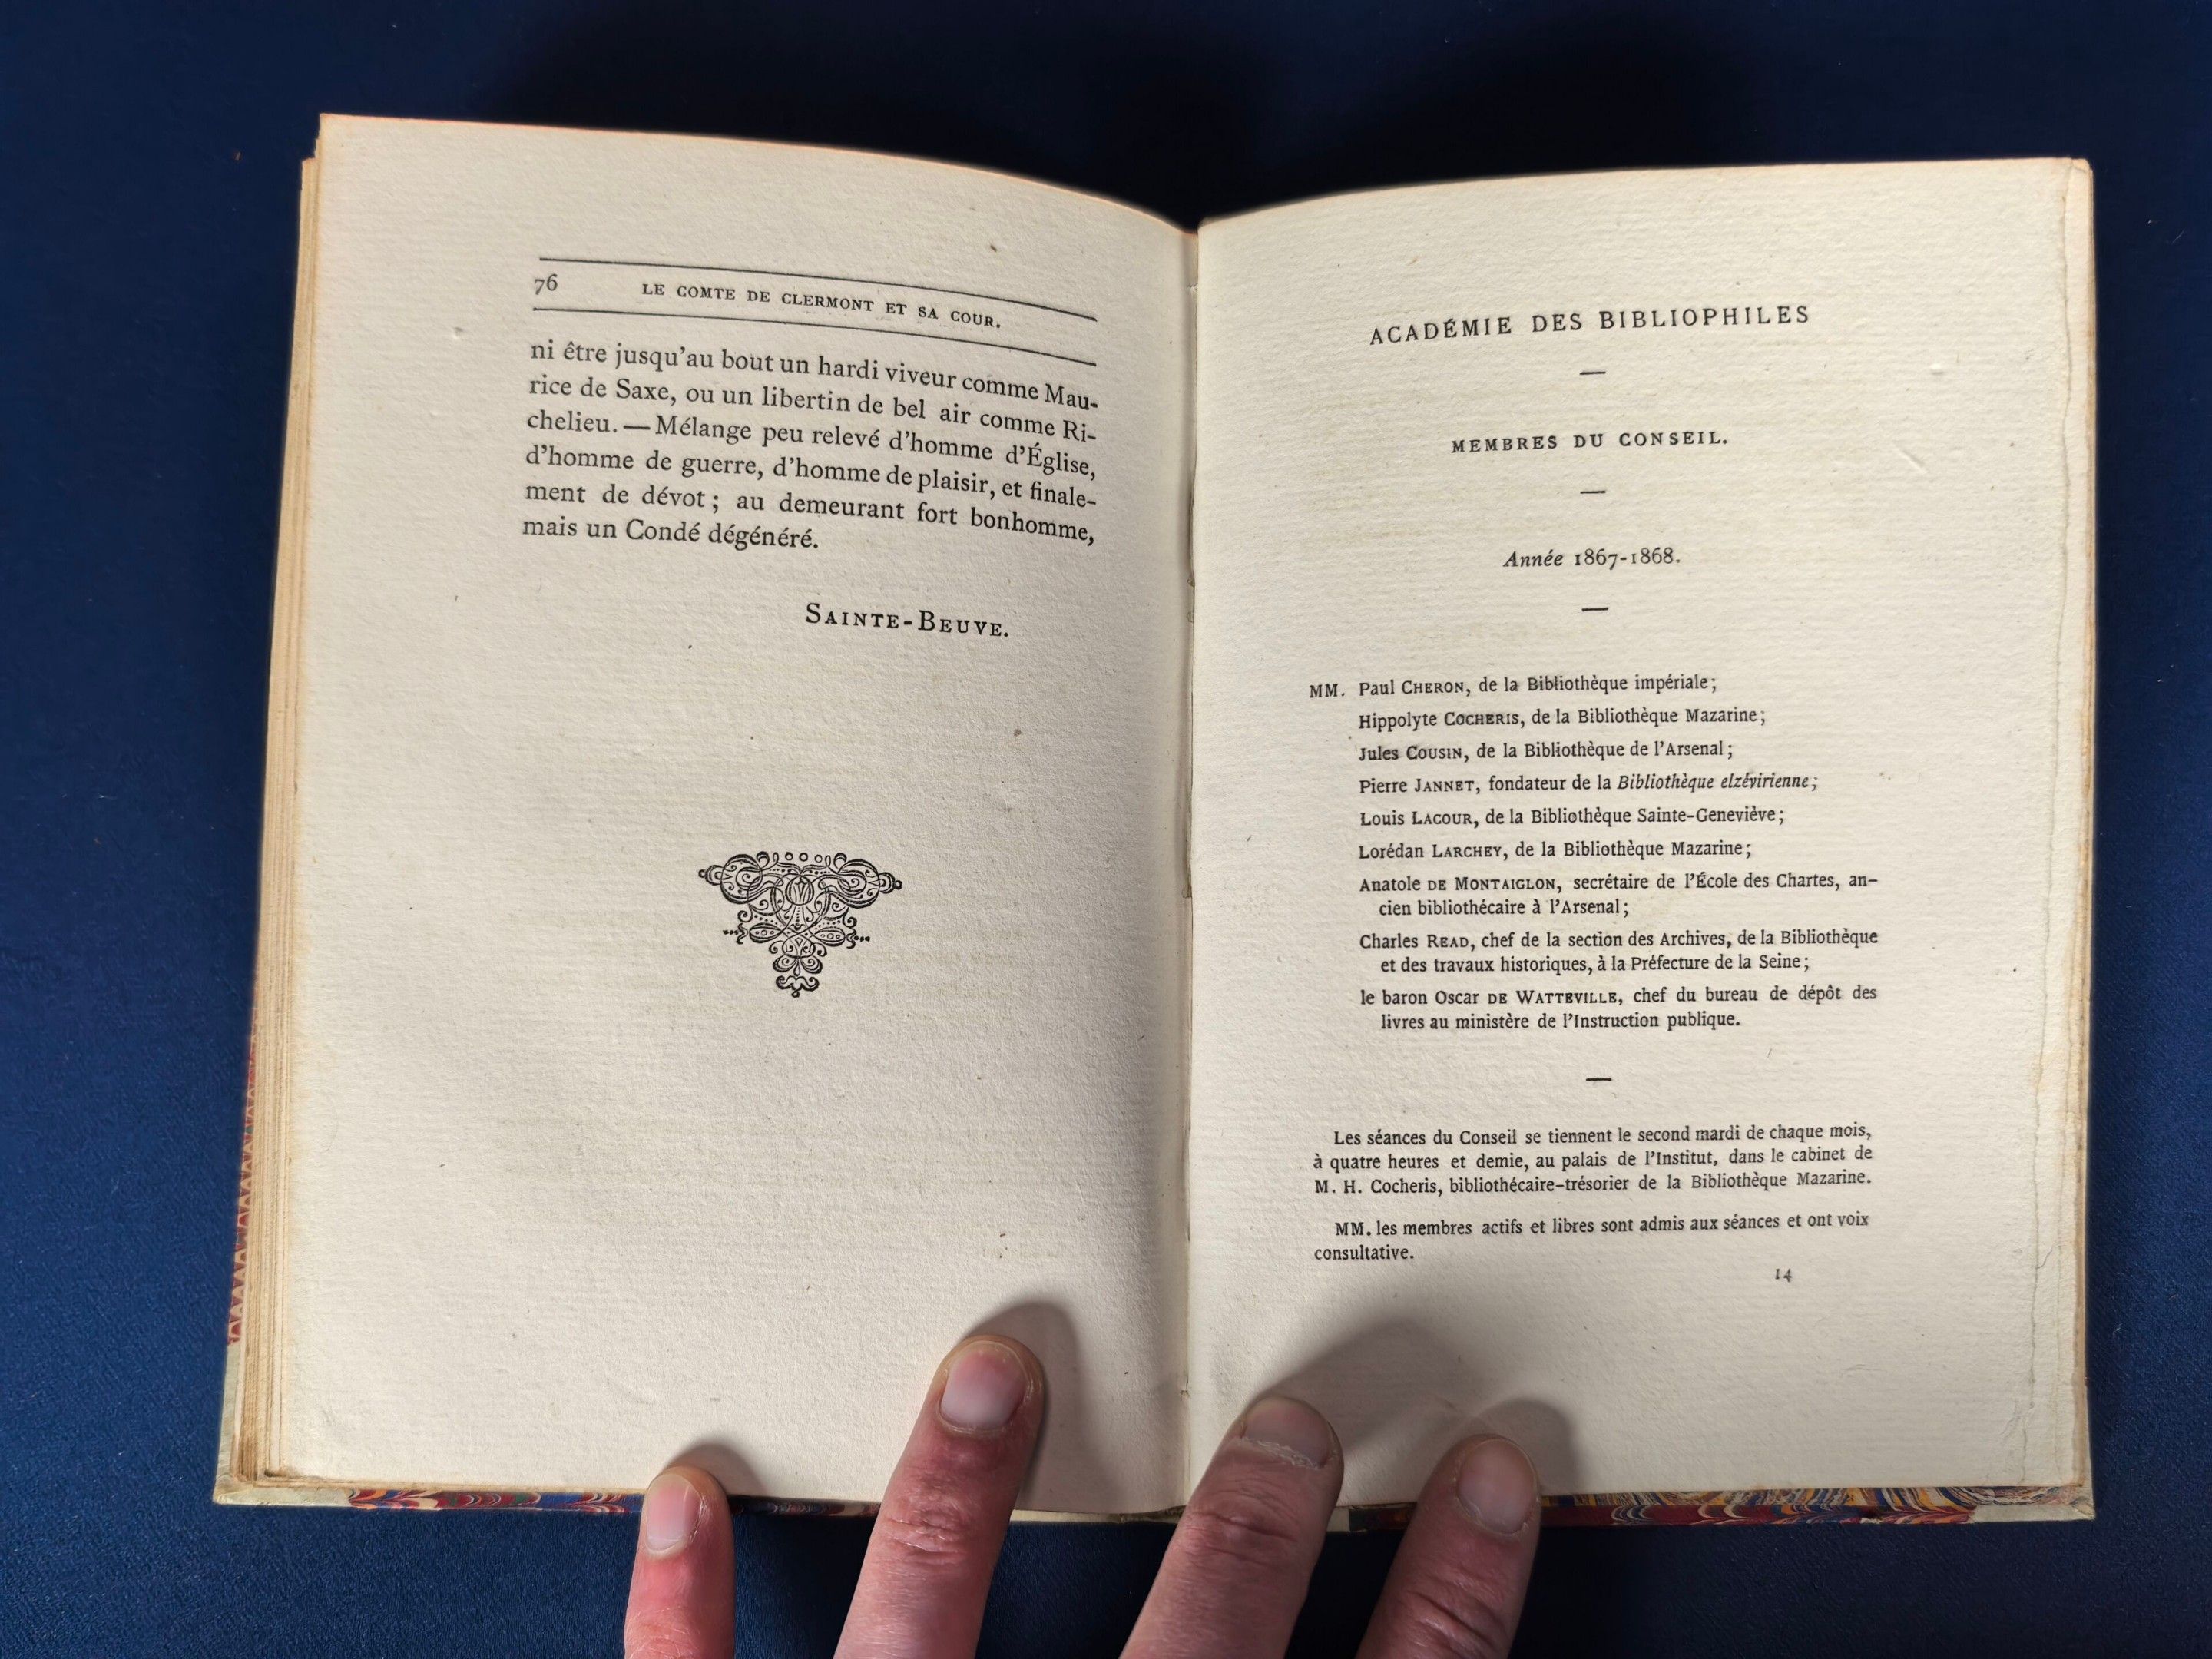 76 LE COMTE DE CLERMONT ET SA COUR.
ni être jusqu'au bout un hardi viveur comme Mau-
rice de Saxe, ou un libertin de bel air comme Ri-
chelieu. — Mélange peu relevé d'homme d'Église,
d'homme de guerre, d'homme de plaisir, et finale-
ment de dévot; au demeurant fort bonhomme,
mais un Condé dégénéré.
SAINTE-BEUVE.
ACADÉMIE DES BIBLIOPHILES
—
MEMBRES DU CONSEIL.
—
Année 1867-1868.
—
MM. Paul CHERON, de la Bibliothèque impériale;
Hippolyte COCHERIS, de la Bibliothèque Mazarine;
Jules COUSIN, de la Bibliothèque de l'Arsenal;
Pierre JANNET, fondateur de la Bibliothèque elzévirienne;
Louis LACOUR, de la Bibliothèque Sainte-Geneviève;
Lorédan LARCHEY, de la Bibliothèque Mazarine;
Anatole DE MONTAIGLON, secrétaire de l'École des Chartes, an-
cien bibliothécaire à l'Arsenal;
Charles READ, chef de la section des Archives, de la Bibliothèque
et des travaux historiques, à la Préfecture de la Seine;
le baron Oscar DE WATTEVILLE, chef du bureau de dépôt des
livres au ministère de l'Instruction publique.
—
Les séances du Conseil se tiennent le second mardi de chaque mois,
à quatre heures et demie, au palais de l'Institut, dans le cabinet de
M. H. Cocheris, bibliothécaire-trésorier de la Bibliothèque Mazarine.
MM. les membres actifs et libres sont admis aux séances et ont voix
consultative.
14